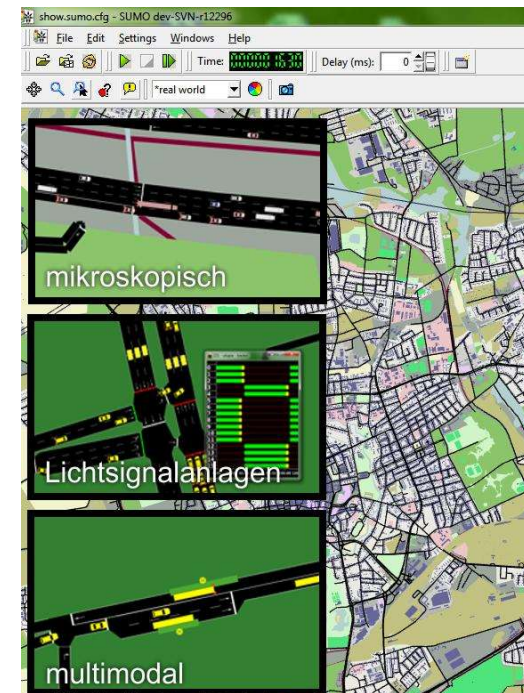 show.sumo.cfg - SUMO dev-SVN-r12296
File Edit Settings Windows Help
Time: Delay (ms): 0
*real world
mikroskopisch
Lichtsignalanlagen
multimodal